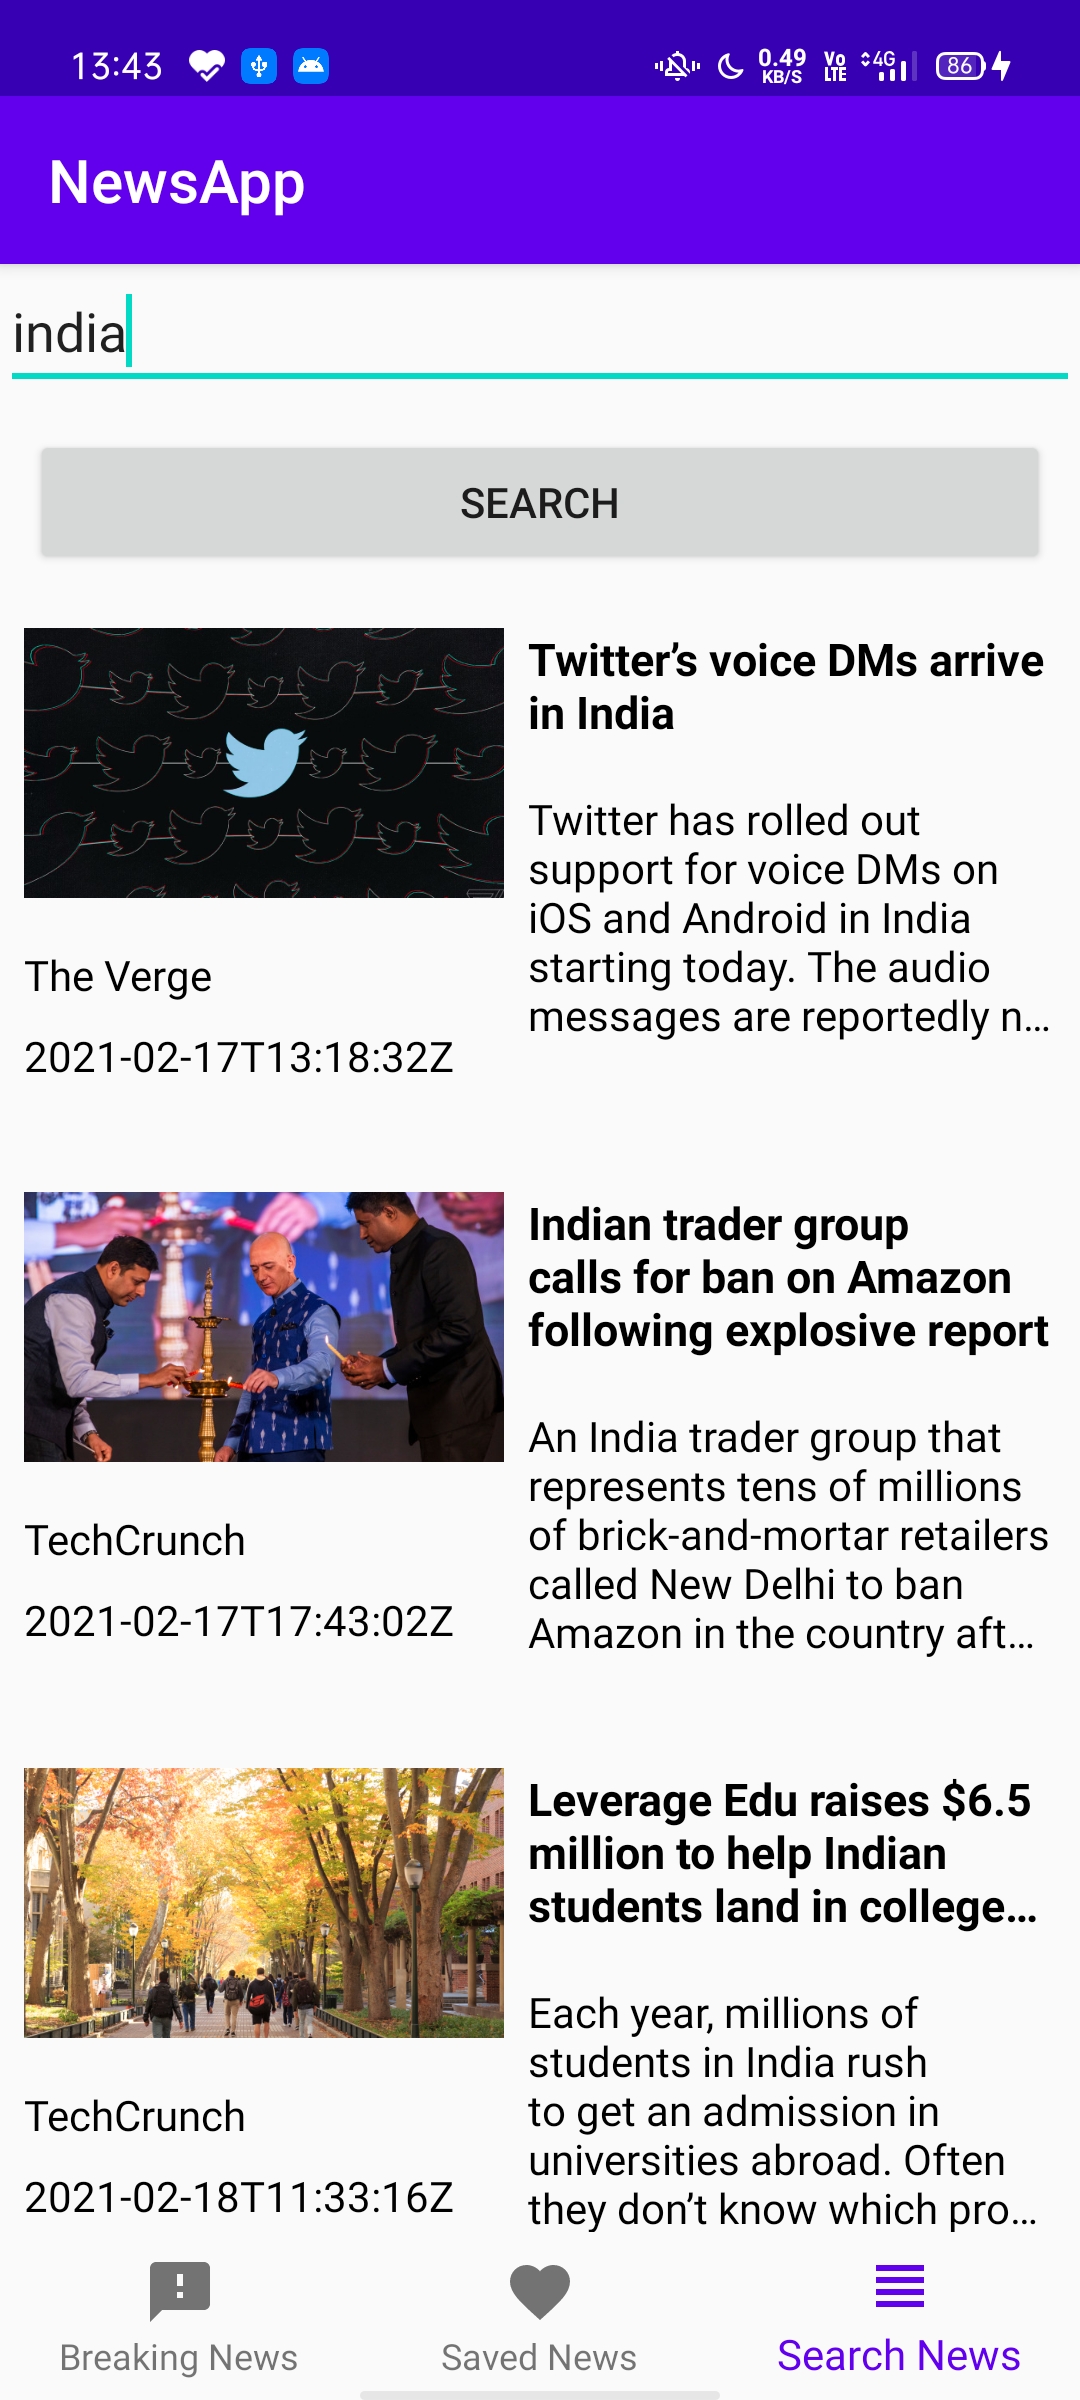 13:43
0.49 KB/S
Vo LTE
4G
86
NewsApp
india
SEARCH
Twitter’s voice DMs arrive
in India
Twitter has rolled out
support for voice DMs on
iOS and Android in India
starting today. The audio
messages are reportedly n…
The Verge
2021-02-17T13:18:32Z
Indian trader group
calls for ban on Amazon
following explosive report
An India trader group that
represents tens of millions
of brick-and-mortar retailers
called New Delhi to ban
Amazon in the country aft…
TechCrunch
2021-02-17T17:43:02Z
Leverage Edu raises $6.5
million to help Indian
students land in college…
Each year, millions of
students in India rush
to get an admission in
universities abroad. Often
they don’t know which pro…
TechCrunch
2021-02-18T11:33:16Z
Breaking News
Saved News
Search News